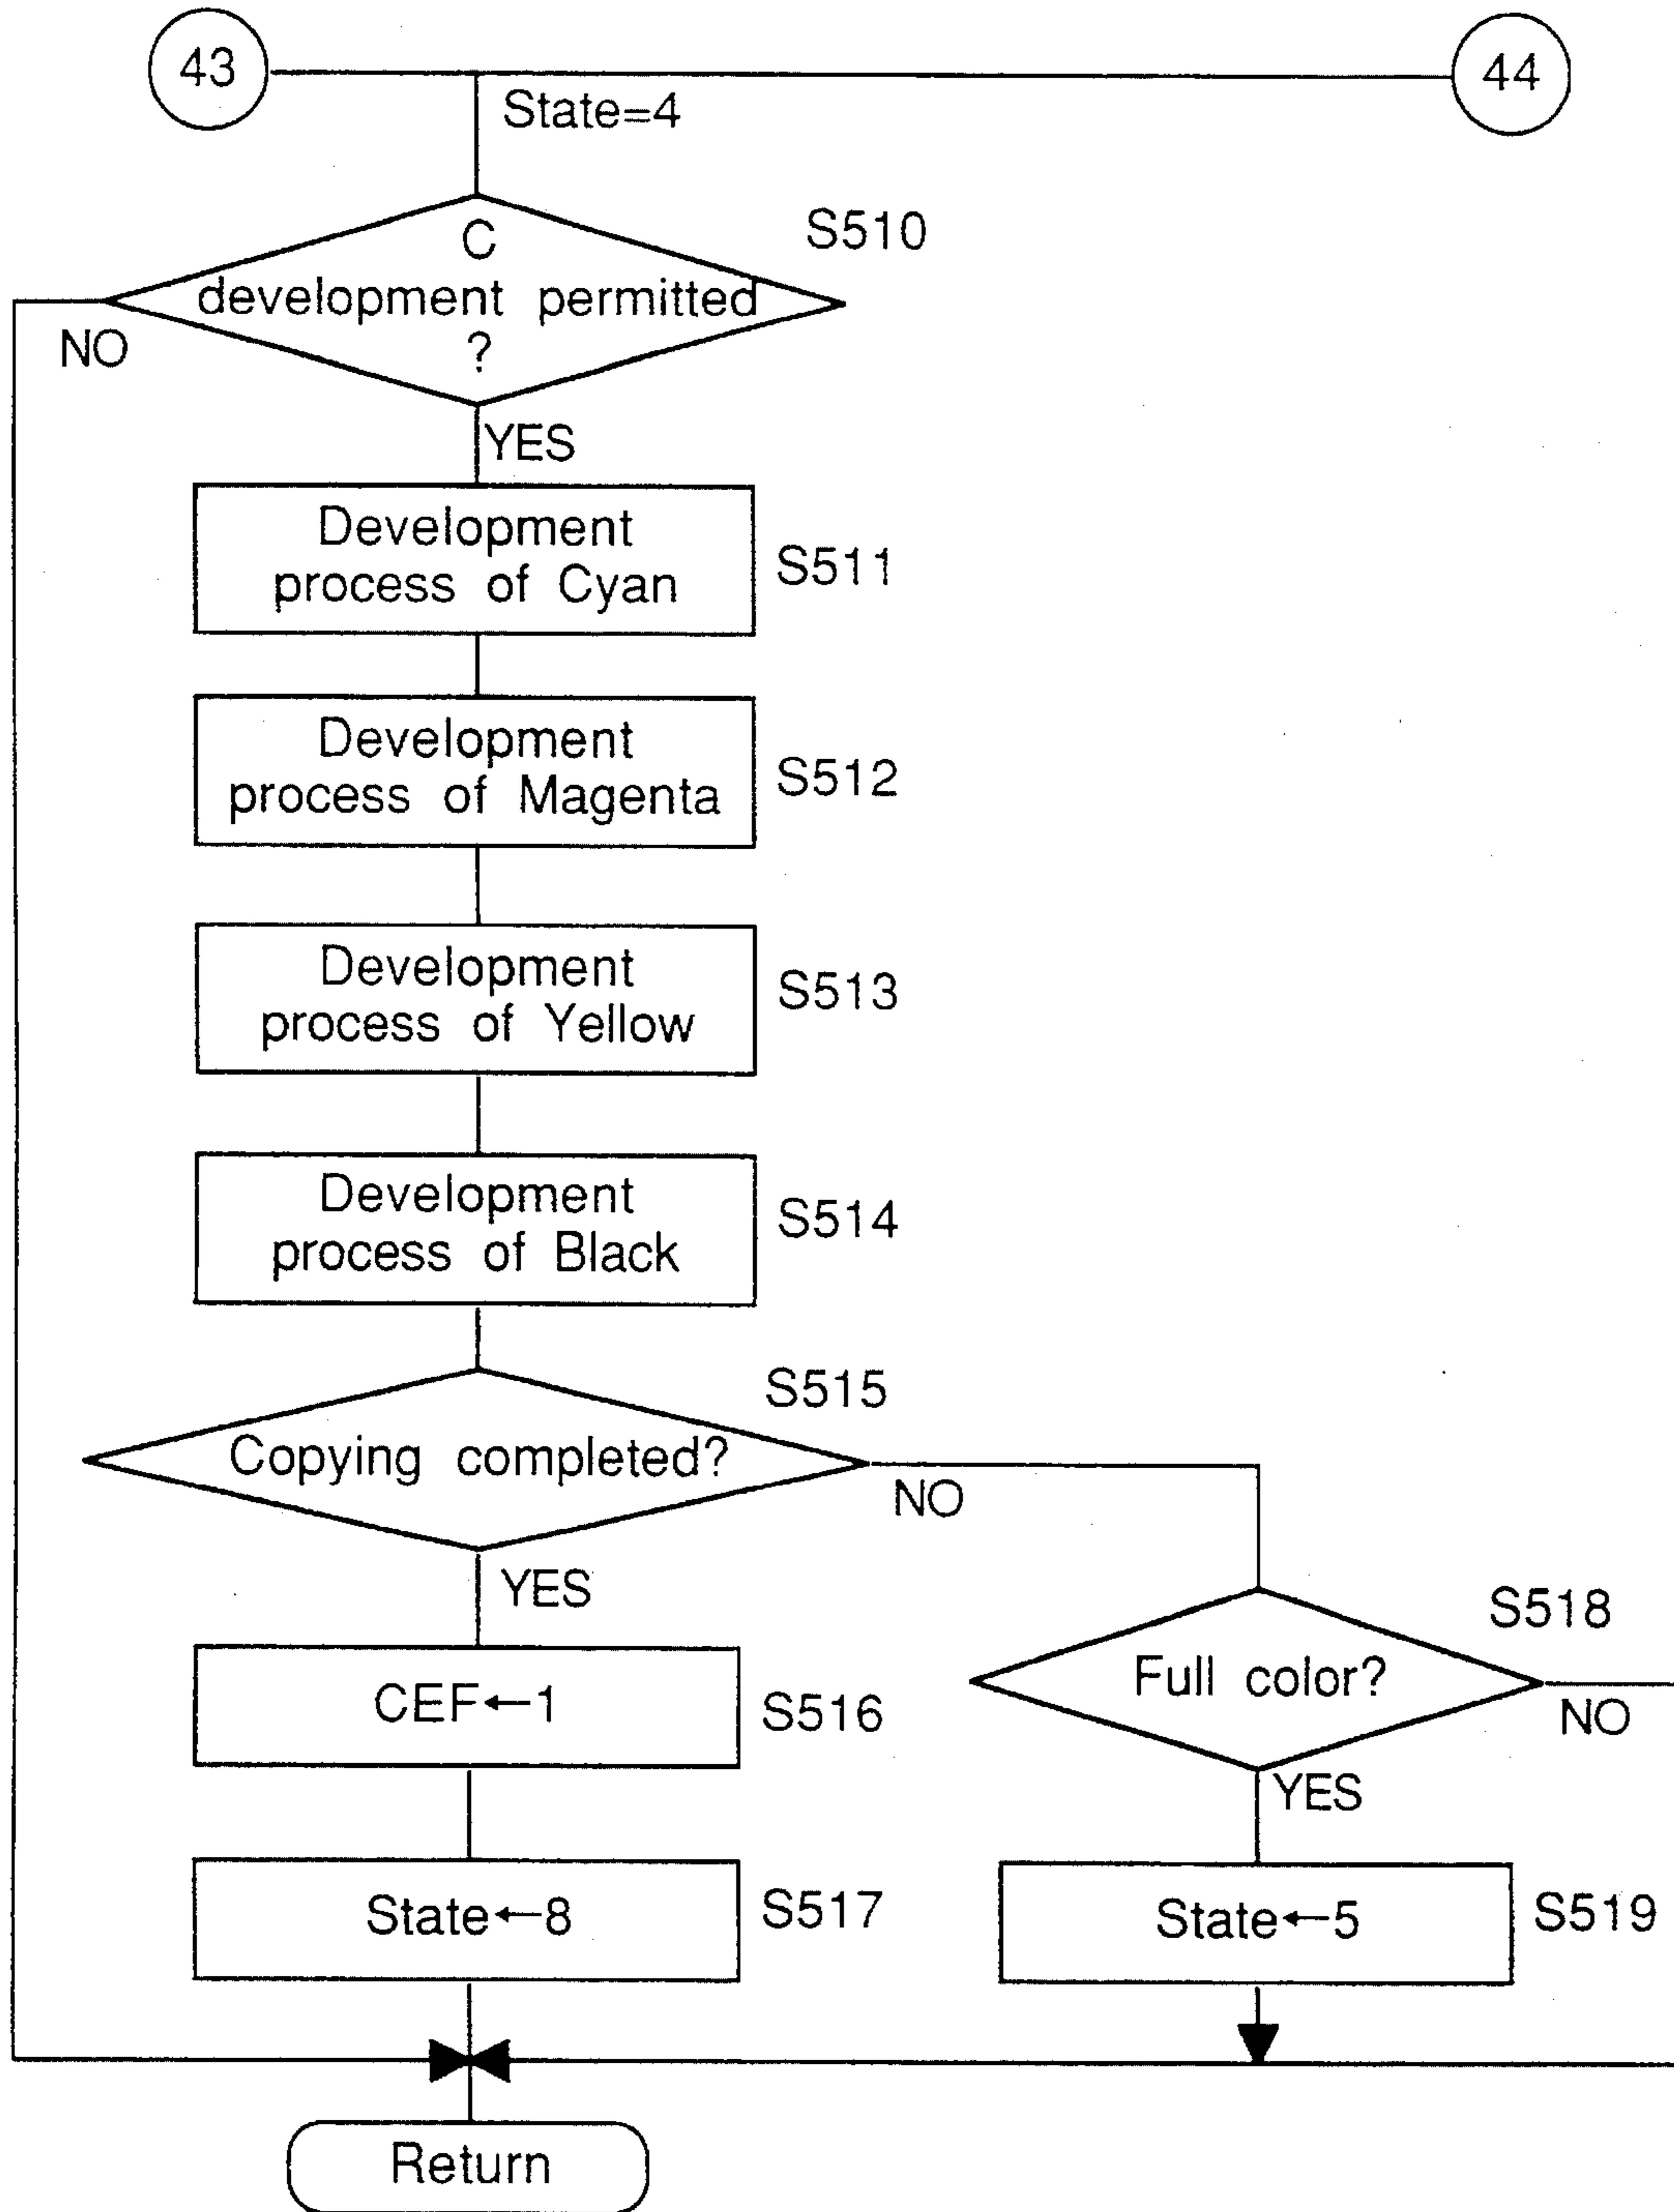 43
44
State=4
C
development permitted
?
S510
NO
YES
Development
process of Cyan
S511
Development
process of Magenta
S512
Development
process of Yellow
S513
Development
process of Black
S514
Copying completed?
S515
NO
YES
CEF←1
S516
Full color?
S518
NO
YES
State←8
S517
State←5
S519
Return